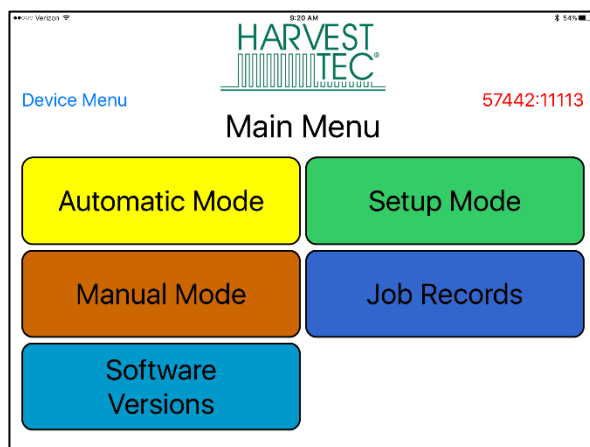 Verizon 9:20 AM 54%
HARVEST
TEC®
Device Menu 57442:11113
Main Menu
Automatic Mode Setup Mode
Manual Mode Job Records
Software
Versions